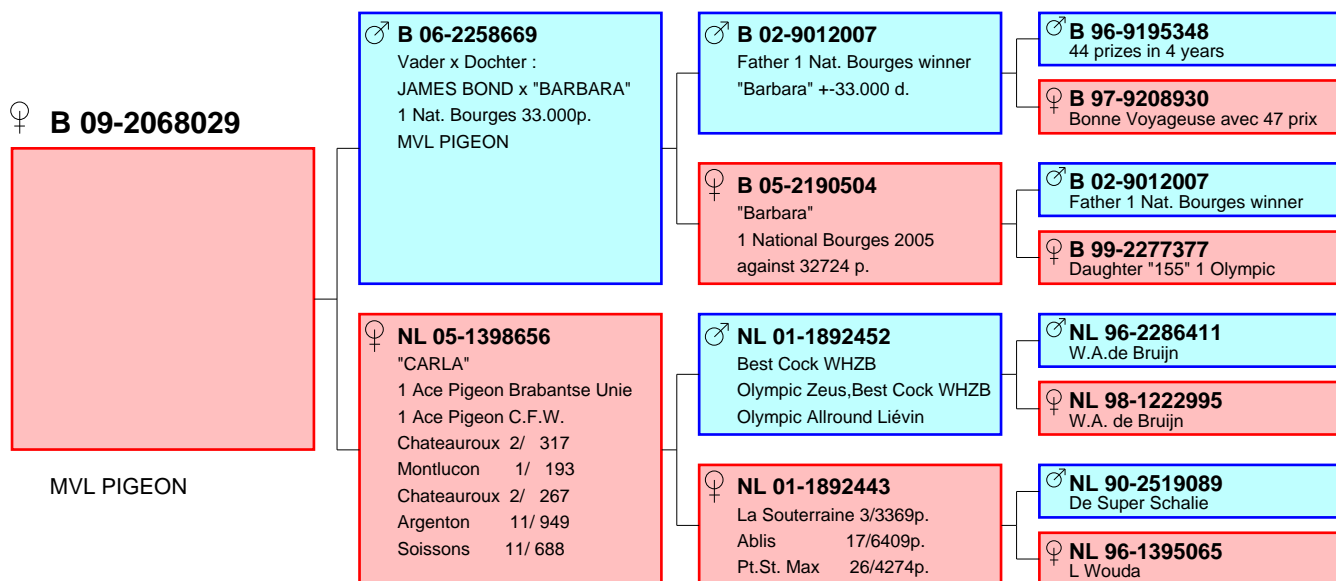 B 09-2068029
MVL PIGEON
B 06-2258669
Vader x Dochter :
JAMES BOND x "BARBARA"
1 Nat. Bourges 33.000p.
MVL PIGEON
NL 05-1398656
"CARLA"
1 Ace Pigeon Brabantse Unie
1 Ace Pigeon C.F.W.
Chateauroux 2/ 317
Montlucon 1/ 193
Chateauroux 2/ 267
Argenton 11/ 949
Soissons 11/ 688
B 02-9012007
Father 1 Nat. Bourges winner
"Barbara" +-33.000 d.
B 05-2190504
"Barbara"
1 National Bourges 2005
against 32724 p.
NL 01-1892452
Best Cock WHZB
Olympic Zeus,Best Cock WHZB
Olympic Allround Liévin
NL 01-1892443
La Souterraine 3/3369p.
Ablis 17/6409p.
Pt.St. Max 26/4274p.
B 96-9195348
44 prizes in 4 years
B 97-9208930
Bonne Voyageuse avec 47 prix
B 02-9012007
Father 1 Nat. Bourges winner
B 99-2277377
Daughter "155" 1 Olympic
NL 96-2286411
W.A.de Bruijn
NL 98-1222995
W.A. de Bruijn
NL 90-2519089
De Super Schalie
NL 96-1395065
L Wouda